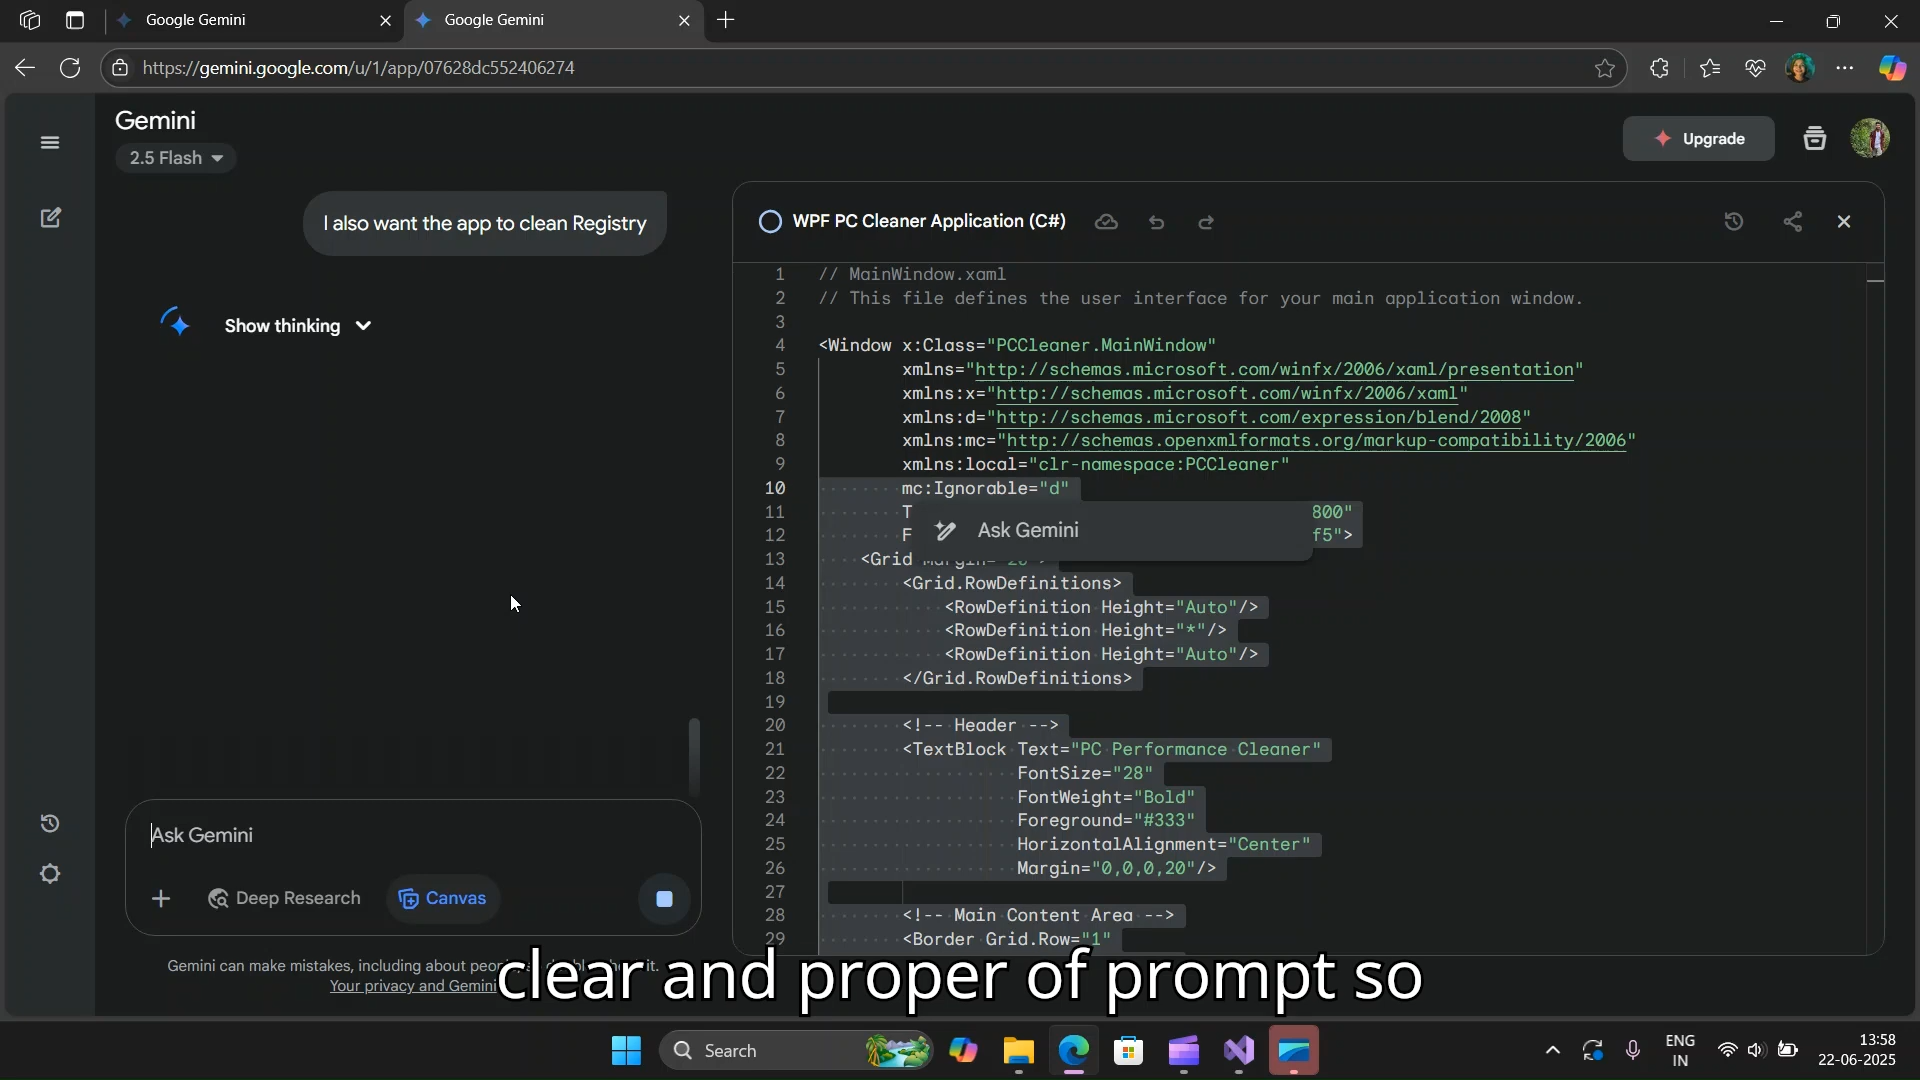 Google Gemini
Google Gemini
https://gemini.google.com/u/1/app/07628dc552406274
Gemini
2.5 Flash
Upgrade
I also want the app to clean Registry
Show thinking
Ask Gemini
Deep Research
Canvas
Gemini can make mistakes, including about it.
Your privacy and Gemini
WPF PC Cleaner Application (C#)
1 // MainWindow.xaml
2 // This file defines the user interface for your main application window.
3
4 <Window x:Class="PCCleaner.MainWindow"
5 xmlns="http://schemas.microsoft.com/winfx/2006/xaml/presentation"
6 xmlns:x="http://schemas.microsoft.com/winfx/2006/xaml"
7 xmlns:d="http://schemas.microsoft.com/expression/blend/2008"
8 xmlns:mc="http://schemas.openxmlformats.org/markup-compatibility/2006"
9 xmlns:local="clr-namespace:PCCleaner"
10 mc:Ignorable="d"
11 T 800"
12 F f5">
Ask Gemini
13 <Grid
14 <Grid.RowDefinitions>
15 <RowDefinition Height="Auto"/>
16 <RowDefinition Height="*"/>
17 <RowDefinition Height="Auto"/>
18 </Grid.RowDefinitions>
19
20 <!-- Header -->
21 <TextBlock Text="PC Performance Cleaner"
22 FontSize="28"
23 FontWeight="Bold"
24 Foreground="#333"
25 HorizontalAlignment="Center"
26 Margin="0,0,0,20"/>
27
28 <!-- Main Content Area -->
29 <Border Grid.Row="1"
clear and proper of prompt so
Search
ENG
IN
13:58
22-06-2025